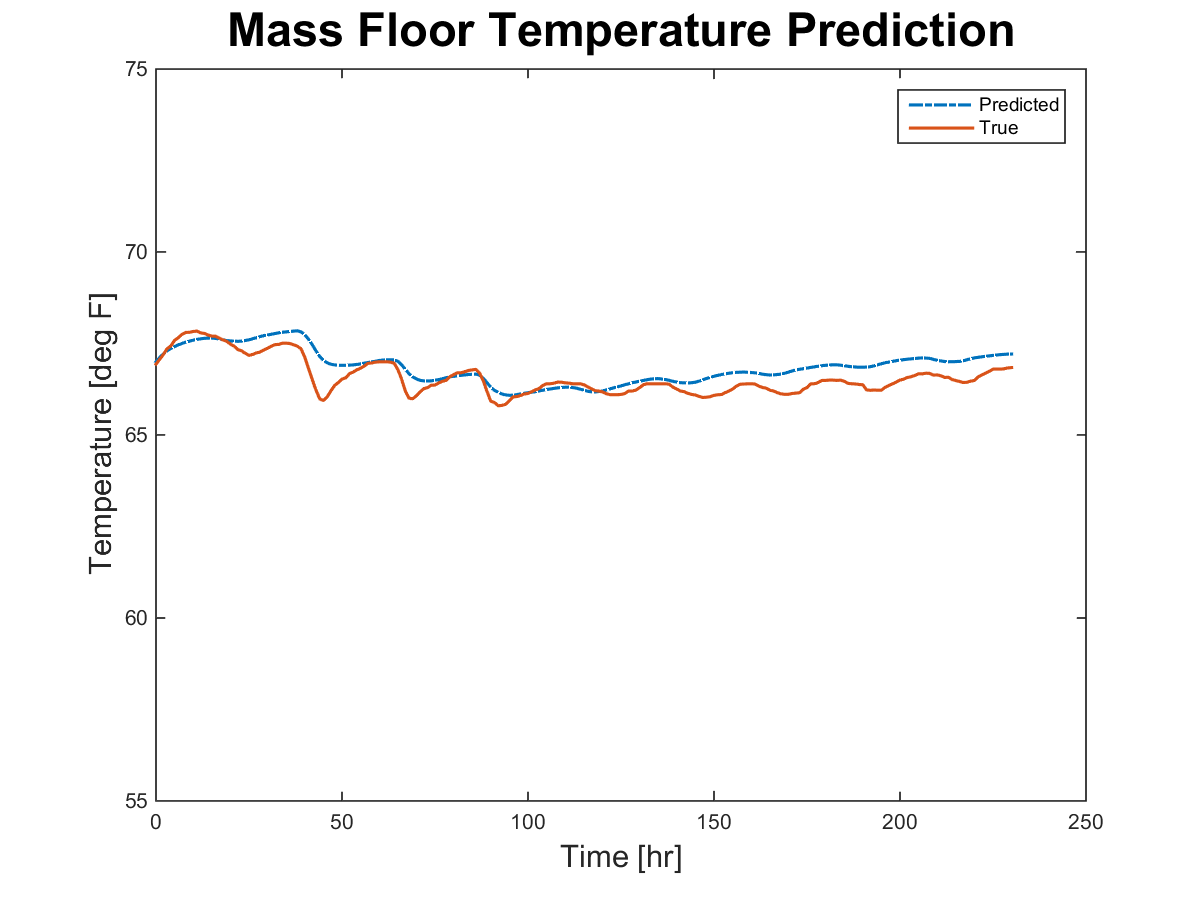 Mass Floor Temperature Prediction
75
Predicted
True
70
65
60
55
Temperature [deg F]
0 50 100 150 200 250
Time [hr]